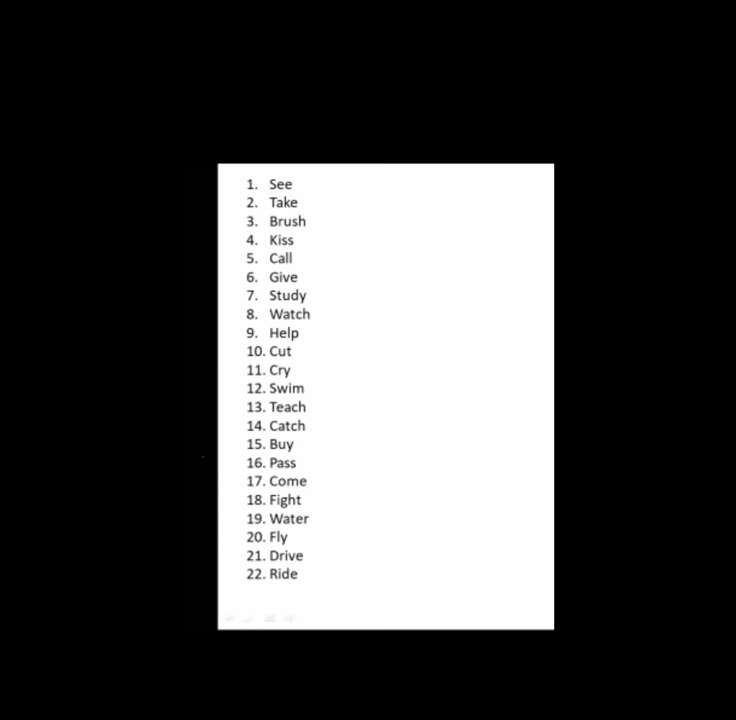 1. See
2. Take
3. Brush
4. Kiss
5. Call
6. Give
7. Study
8. Watch
9. Help
10. Cut
11. Cry
12. Swim
13. Teach
14. Catch
15. Buy
16. Pass
17. Come
18. Fight
19. Water
20. Fly
21. Drive
22. Ride